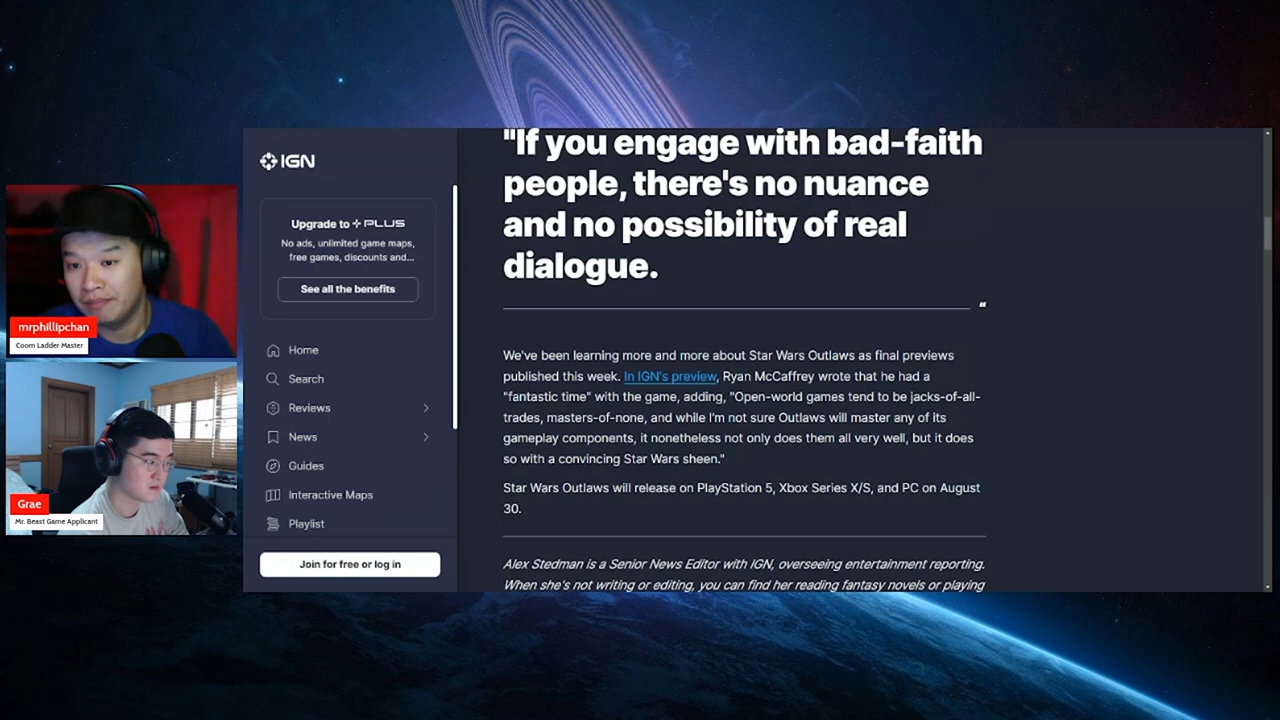 "If you engage with bad-faith
people, there's no nuance
and no possibility of real
dialogue.
“
IGN
Upgrade to PLUS
No ads, unlimited game maps,
free games, discounts and...
See all the benefits
Home
Search
Reviews
News
Guides
Interactive Maps
Playlist
Join for free or log in
We've been learning more and more about Star Wars Outlaws as final previews
published this week. In IGN's preview, Ryan McCaffrey wrote that he had a
"fantastic time" with the game, adding, "Open-world games tend to be jacks-of-all-
trades, masters-of-none, and while I'm not sure Outlaws will master any of its
gameplay components, it nonetheless not only does them all very well, but it does
so with a convincing Star Wars sheen."
Star Wars Outlaws will release on PlayStation 5, Xbox Series X/S, and PC on August
30.
Alex Stedman is a Senior News Editor with IGN, overseeing entertainment reporting.
When she's not writing or editing, you can find her reading fantasy novels or playing
mrphillipchan
Coom Ladder Master
Grae
Mr. Beast Game Applicant